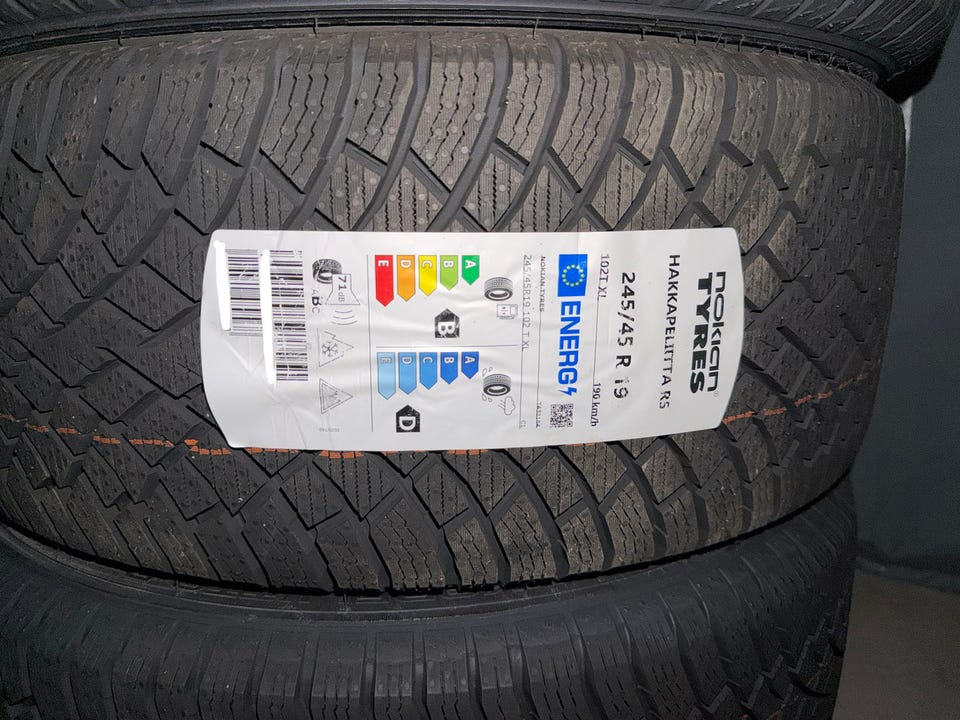 nokian
TYRES
HAKKAPELIITTA R5
245/45 R 19
102T XL
190 km/h
ENERG
NOKIAN TYRES
245/45R19 102 T XL
C1
A
B
C
D
E
B
A
B
C
D
E
D
71 dB
ABC